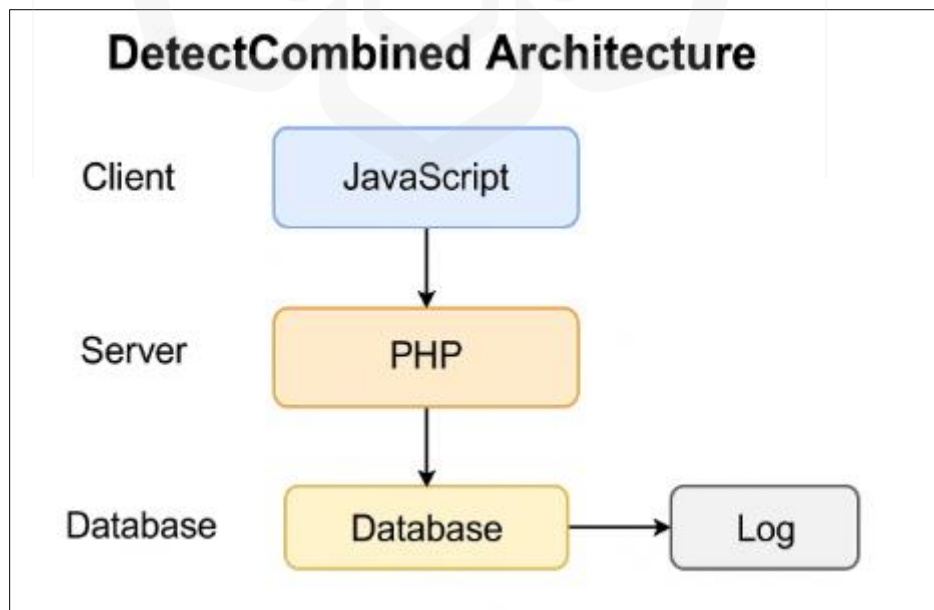 DetectCombined Architecture
Client
JavaScript
Server
PHP
Database
Database
Log